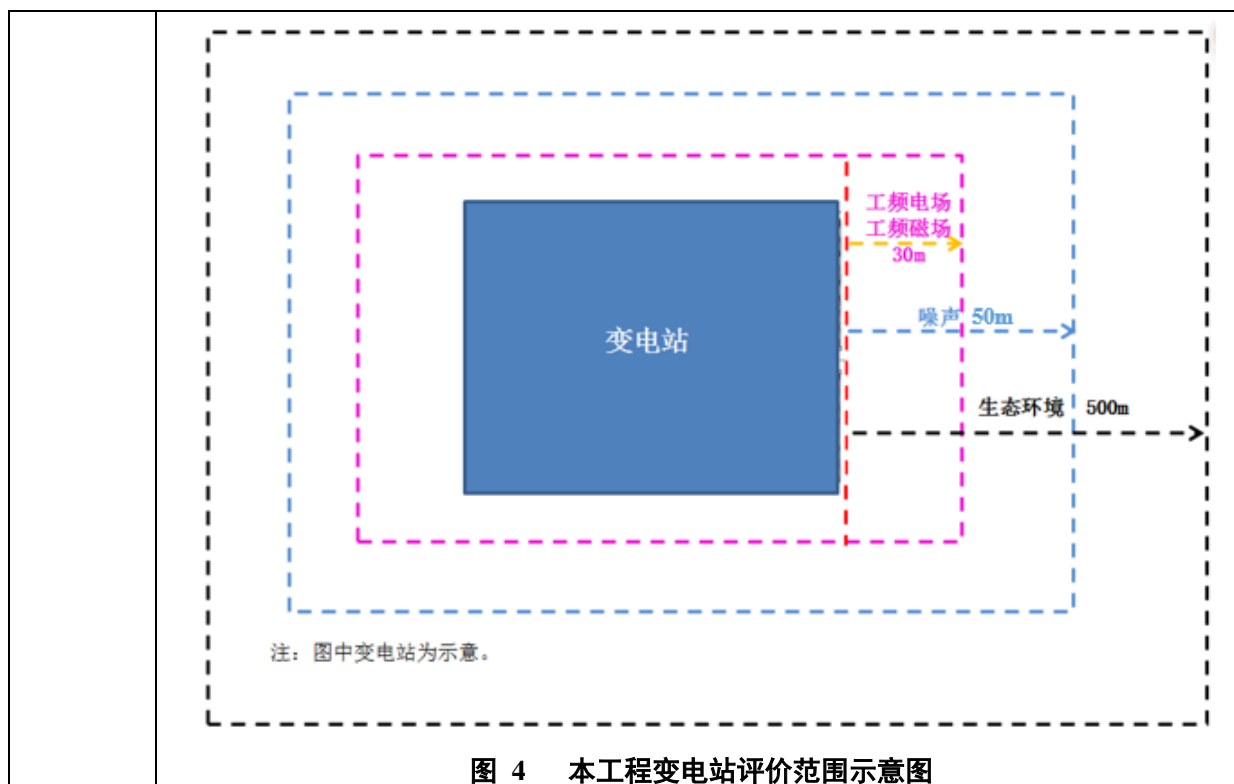 工频电场
工频磁场
30m
噪声 50m
变电站
生态环境 500m
注：图中变电站为示意。
图 4 本工程变电站评价范围示意图